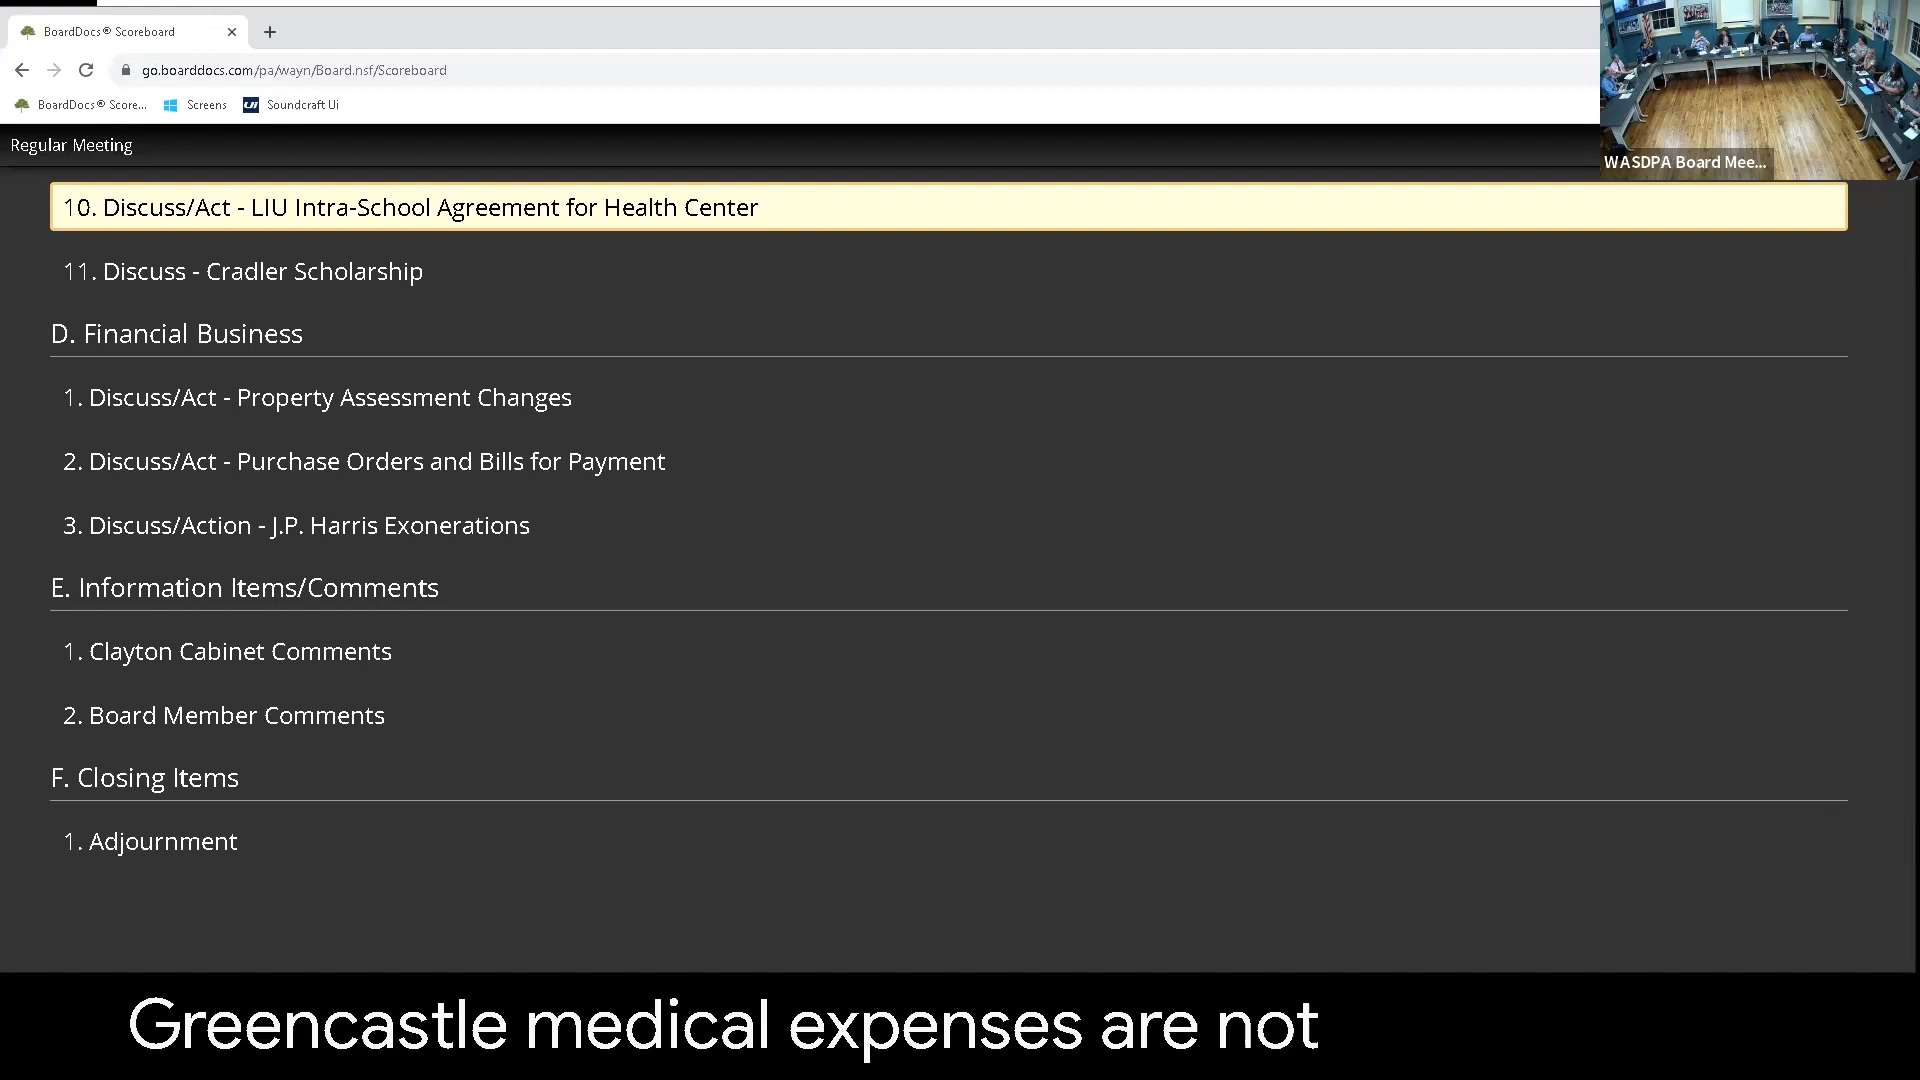 BoardDocs® Scoreboard
go.boarddocs.com/pa/wayn/Board.nsf/Scoreboard
BoardDocs® Score... Screens Ui Soundcraft Ui
WASDPA Board Mee...
Regular Meeting
10. Discuss/Act - LIU Intra-School Agreement for Health Center
11. Discuss - Cradler Scholarship
D. Financial Business
1. Discuss/Act - Property Assessment Changes
2. Discuss/Act - Purchase Orders and Bills for Payment
3. Discuss/Action - J.P. Harris Exonerations
E. Information Items/Comments
1. Clayton Cabinet Comments
2. Board Member Comments
F. Closing Items
1. Adjournment
Greencastle medical expenses are not